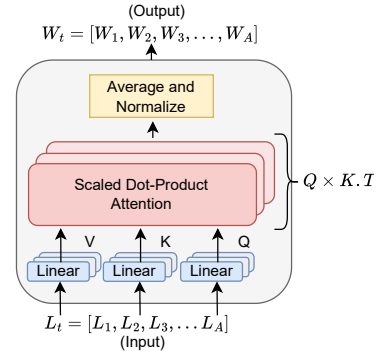 (Output)
W_t = [W_1, W_2, W_3, ..., W_A]
Average and
Normalize
Scaled Dot-Product
Attention
Q × K.T
V K Q
Linear Linear Linear
L_t = [L_1, L_2, L_3, ... L_A]
(Input)